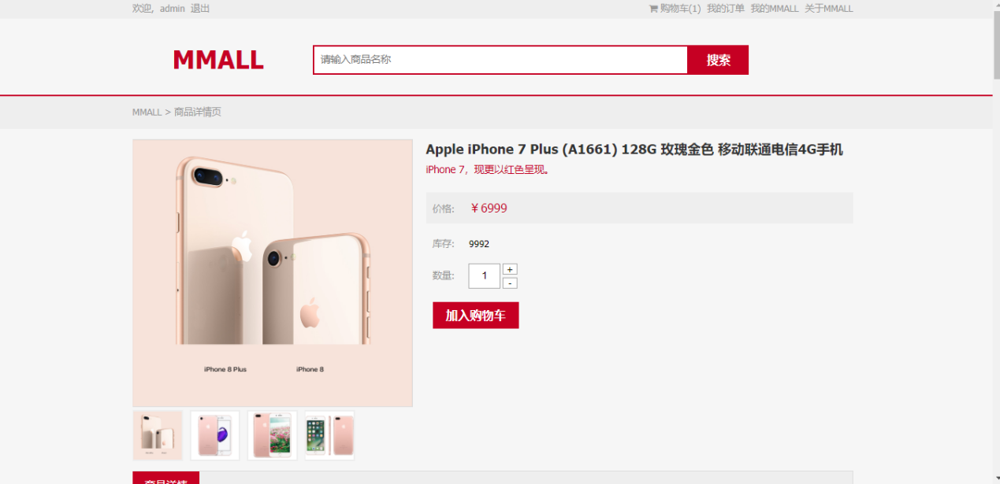 欢迎，admin 退出
购物车(1) 我的订单 我的MMALL 关于MMALL
MMALL
请输入商品名称
搜索
MMALL > 商品详情页
Apple iPhone 7 Plus (A1661) 128G 玫瑰金色 移动联通电信4G手机
iPhone 7，现更以红色呈现。
价格: ¥ 6999
库存: 9992
数量: 1 + -
加入购物车
iPhone 8 Plus iPhone 8
商品详情